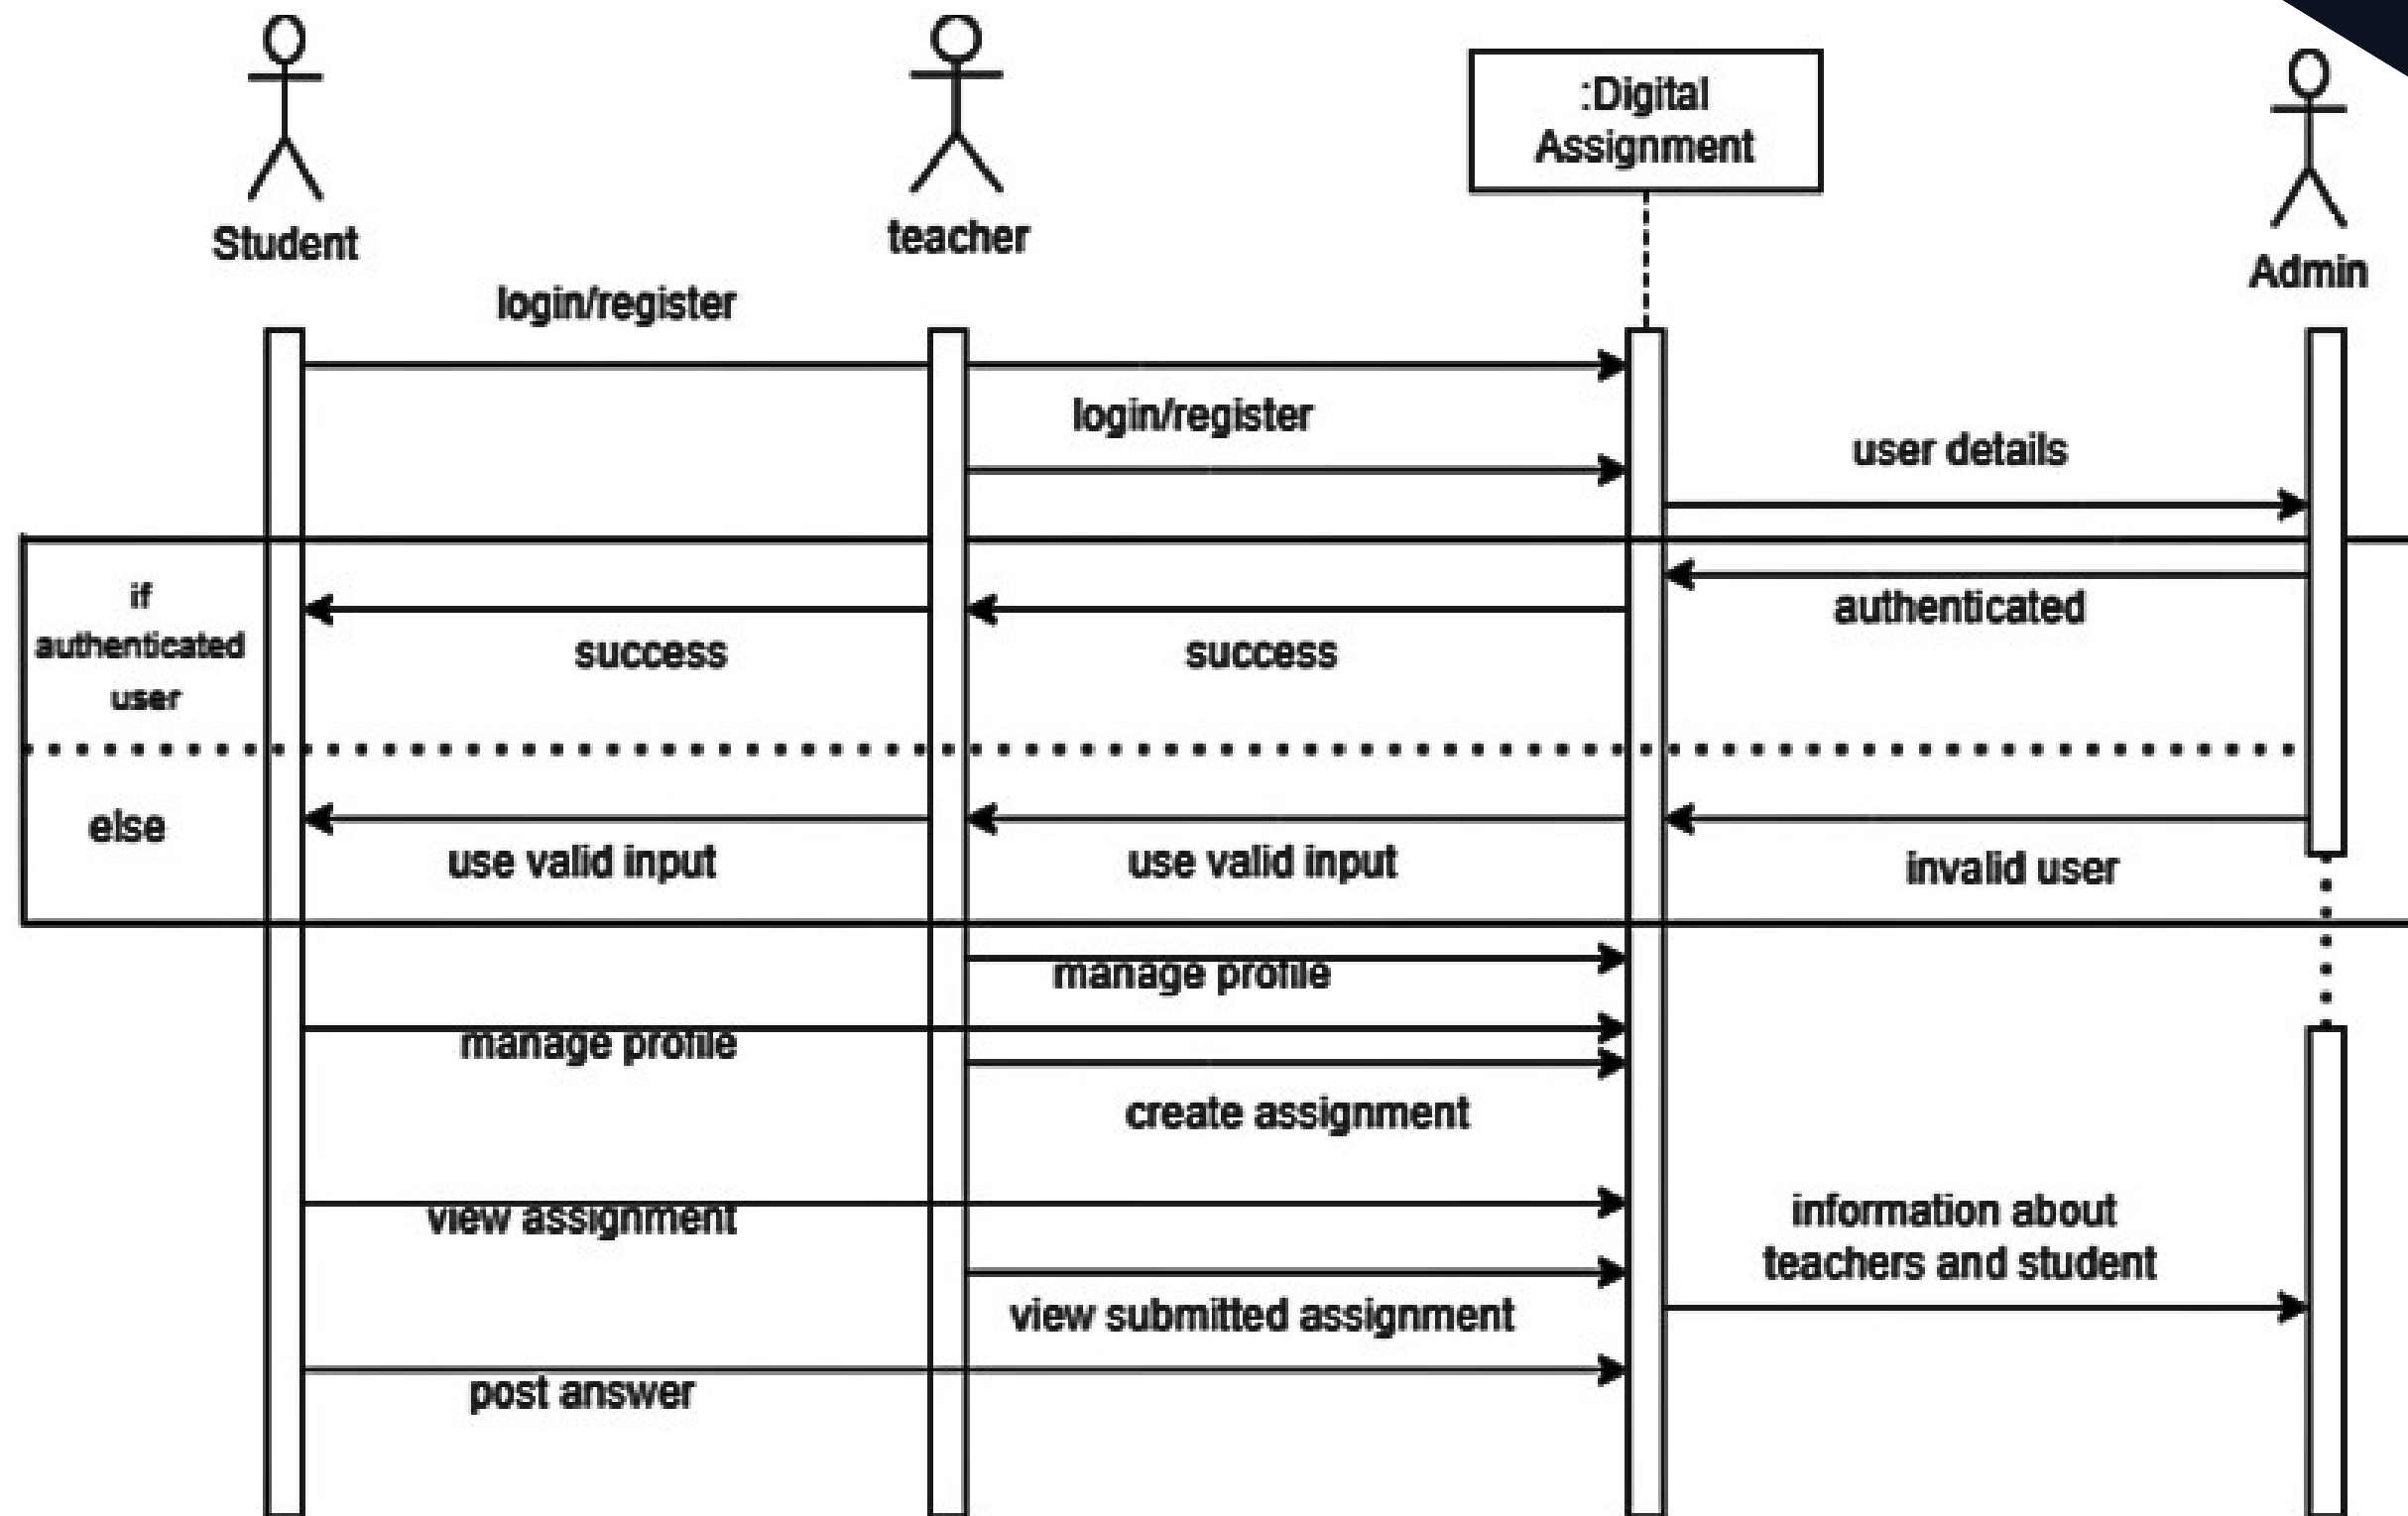 :Digital
Assignment
Student
teacher
Admin
login/register
login/register
user details
if
authenticated
user
authenticated
success
success
else
use valid input
use valid input
invalid user
manage profile
manage profile
create assignment
view assignment
information about
teachers and student
view submitted assignment
post answer